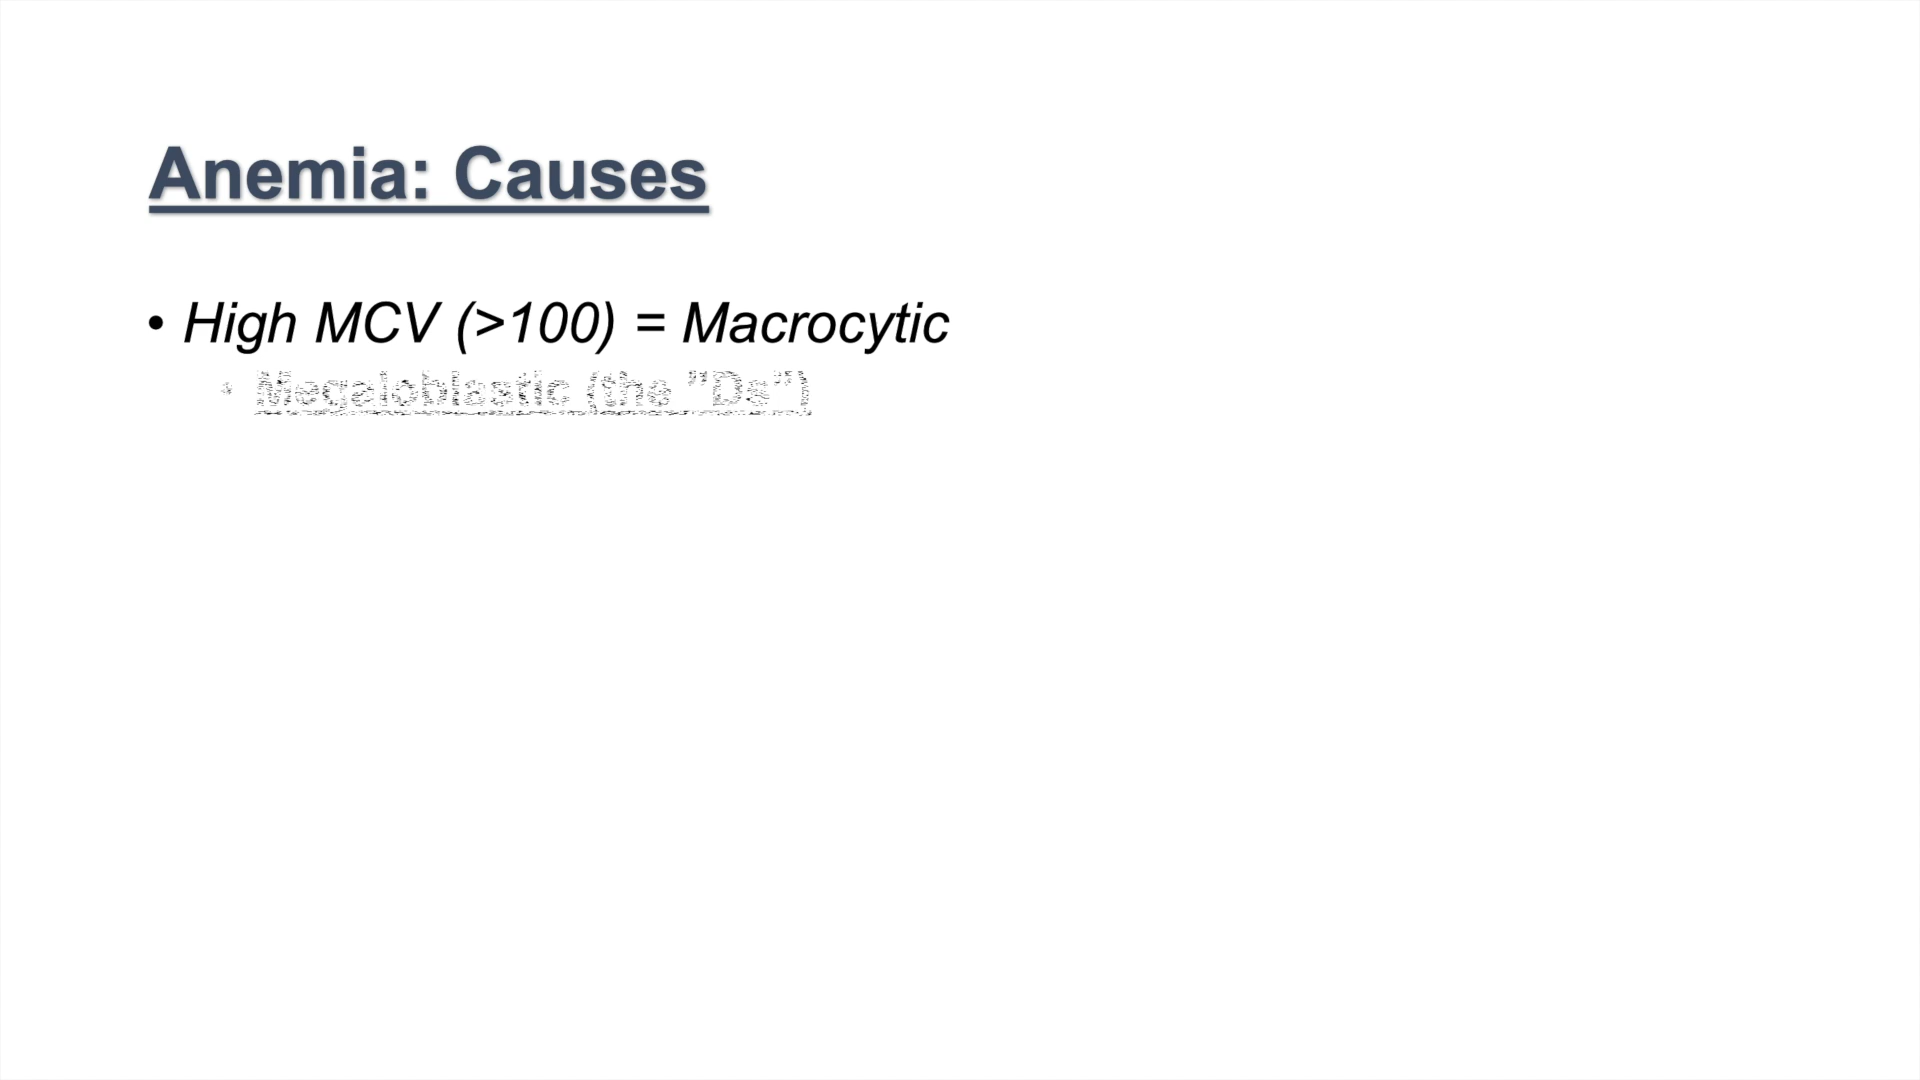 Anemia: Causes
• High MCV (>100) = Macrocytic
• Megaloblastic (the "Ds")